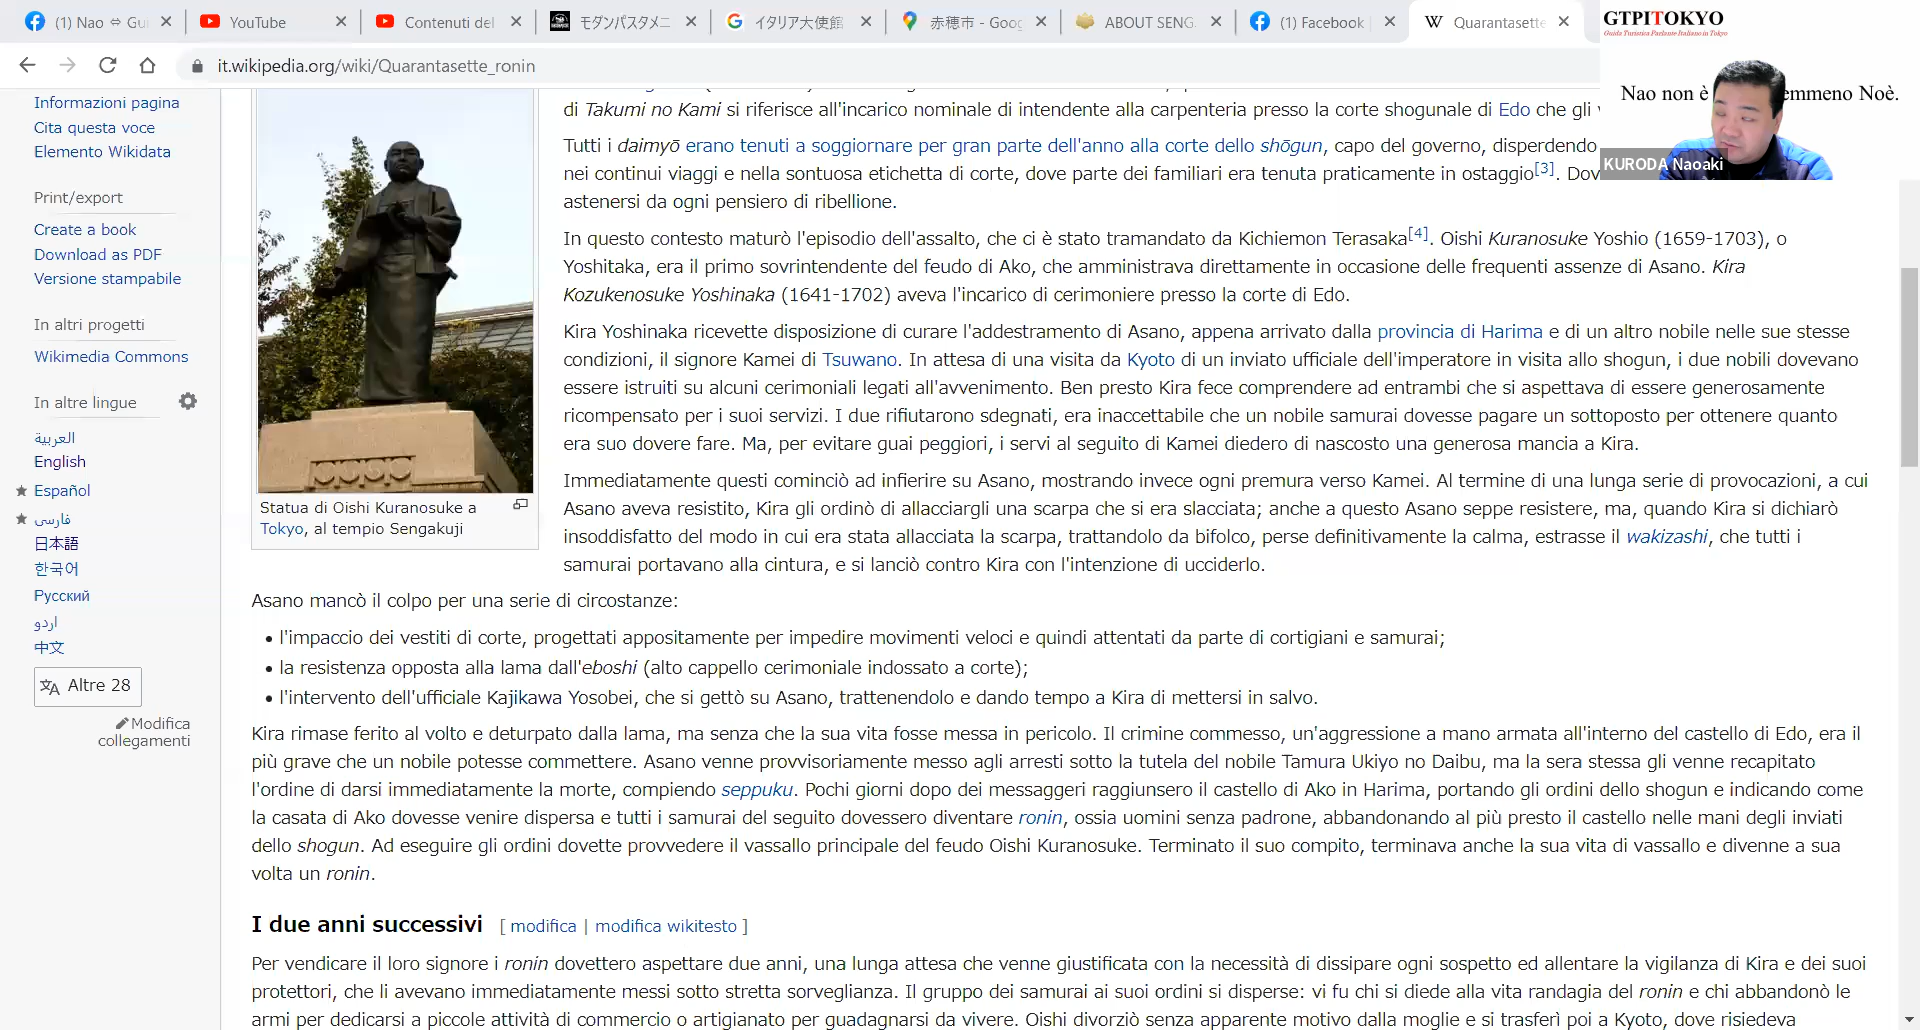 (1) Nao ⇔ Gu
YouTube
Contenuti del
モダンパスタメニ
イタリア大使館
赤穂市 - Goog
ABOUT SENG
(1) Facebook
Quarantasette
it.wikipedia.org/wiki/Quarantasette_ronin
GTPITOKYO
Guida Turistica Parlante Italiano in Tokyo
Nao non è emmeno Noè.
KURODA Naoaki
Informazioni pagina
Cita questa voce
Elemento Wikidata
Print/export
Create a book
Download as PDF
Versione stampabile
In altri progetti
Wikimedia Commons
In altre lingue
العربية
English
Español
فارسی
日本語
한국어
Русский
اردو
中文
Altre 28
Modifica
collegamenti
Statua di Oishi Kuranosuke a
Tokyo, al tempio Sengakuji
di Takumi no Kami si riferisce all'incarico nominale di intendente alla carpenteria presso la corte shogunale di Edo che gli
Tutti i daimyō erano tenuti a soggiornare per gran parte dell'anno alla corte dello shōgun, capo del governo, disperdendo
nei continui viaggi e nella sontuosa etichetta di corte, dove parte dei familiari era tenuta praticamente in ostaggio[3]. Dov
astenersi da ogni pensiero di ribellione.
In questo contesto maturò l'episodio dell'assalto, che ci è stato tramandato da Kichiemon Terasaka[4]. Oishi Kuranosuke Yoshio (1659-1703), o
Yoshitaka, era il primo sovrintendente del feudo di Ako, che amministrava direttamente in occasione delle frequenti assenze di Asano. Kira
Kozukenosuke Yoshinaka (1641-1702) aveva l'incarico di cerimoniere presso la corte di Edo.
Kira Yoshinaka ricevette disposizione di curare l'addestramento di Asano, appena arrivato dalla provincia di Harima e di un altro nobile nelle sue stesse
condizioni, il signore Kamei di Tsuwano. In attesa di una visita da Kyoto di un inviato ufficiale dell'imperatore in visita allo shogun, i due nobili dovevano
essere istruiti su alcuni cerimoniali legati all'avvenimento. Ben presto Kira fece comprendere ad entrambi che si aspettava di essere generosamente
ricompensato per i suoi servizi. I due rifiutarono sdegnati, era inaccettabile che un nobile samurai dovesse pagare un sottoposto per ottenere quanto
era suo dovere fare. Ma, per evitare guai peggiori, i servi al seguito di Kamei diedero di nascosto una generosa mancia a Kira.
Immediatamente questi cominciò ad infierire su Asano, mostrando invece ogni premura verso Kamei. Al termine di una lunga serie di provocazioni, a cui
Asano aveva resistito, Kira gli ordinò di allacciargli una scarpa che si era slacciata; anche a questo Asano seppe resistere, ma, quando Kira si dichiarò
insoddisfatto del modo in cui era stata allacciata la scarpa, trattandolo da bifolco, perse definitivamente la calma, estrasse il wakizashi, che tutti i
samurai portavano alla cintura, e si lanciò contro Kira con l'intenzione di ucciderlo.
Asano mancò il colpo per una serie di circostanze:
• l'impaccio dei vestiti di corte, progettati appositamente per impedire movimenti veloci e quindi attentati da parte di cortigiani e samurai;
• la resistenza opposta alla lama dall'eboshi (alto cappello cerimoniale indossato a corte);
• l'intervento dell'ufficiale Kajikawa Yosobei, che si gettò su Asano, trattenendolo e dando tempo a Kira di mettersi in salvo.
Kira rimase ferito al volto e deturpato dalla lama, ma senza che la sua vita fosse messa in pericolo. Il crimine commesso, un'aggressione a mano armata all'interno del castello di Edo, era il
più grave che un nobile potesse commettere. Asano venne provvisoriamente messo agli arresti sotto la tutela del nobile Tamura Ukiyo no Daibu, ma la sera stessa gli venne recapitato
l'ordine di darsi immediatamente la morte, compiendo seppuku. Pochi giorni dopo dei messaggeri raggiunsero il castello di Ako in Harima, portando gli ordini dello shogun e indicando come
la casata di Ako dovesse venire dispersa e tutti i samurai del seguito dovessero diventare ronin, ossia uomini senza padrone, abbandonando al più presto il castello nelle mani degli inviati
dello shogun. Ad eseguire gli ordini dovette provvedere il vassallo principale del feudo Oishi Kuranosuke. Terminato il suo compito, terminava anche la sua vita di vassallo e divenne a sua
volta un ronin.
I due anni successivi [ modifica | modifica wikitesto ]
Per vendicare il loro signore i ronin dovettero aspettare due anni, una lunga attesa che venne giustificata con la necessità di dissipare ogni sospetto ed allentare la vigilanza di Kira e dei suoi
protettori, che li avevano immediatamente messi sotto stretta sorveglianza. Il gruppo dei samurai ai suoi ordini si disperse: vi fu chi si diede alla vita randagia del ronin e chi abbandonò le
armi per dedicarsi a piccole attività di commercio o artigianato per guadagnarsi da vivere. Oishi divorziò senza apparente motivo dalla moglie e si trasferì poi a Kyoto, dove risiedeva